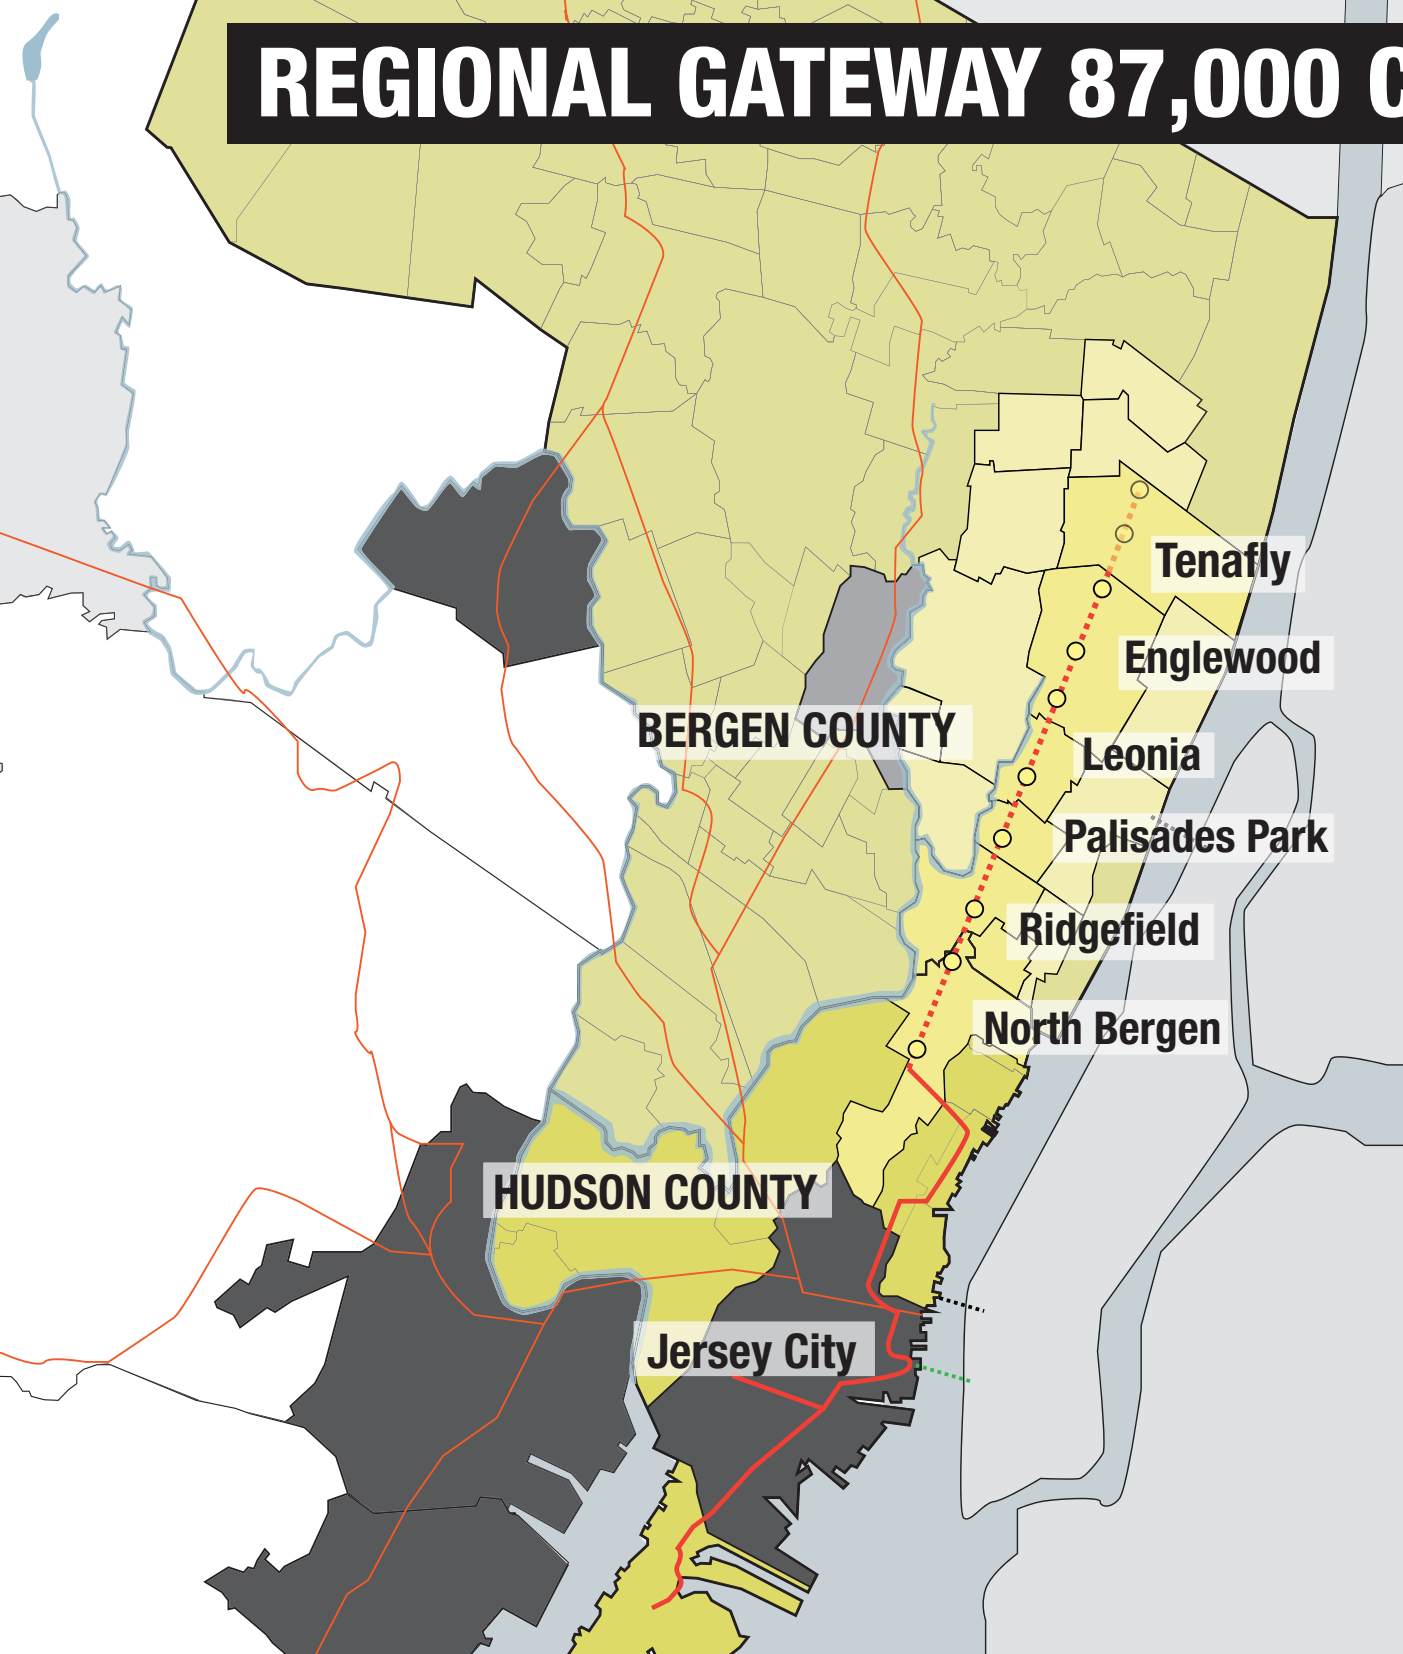 REGIONAL GATEWAY 87,000 C
Tenafly
Englewood
BERGEN COUNTY
Leonia
Palisades Park
Ridgefield
North Bergen
HUDSON COUNTY
Jersey City